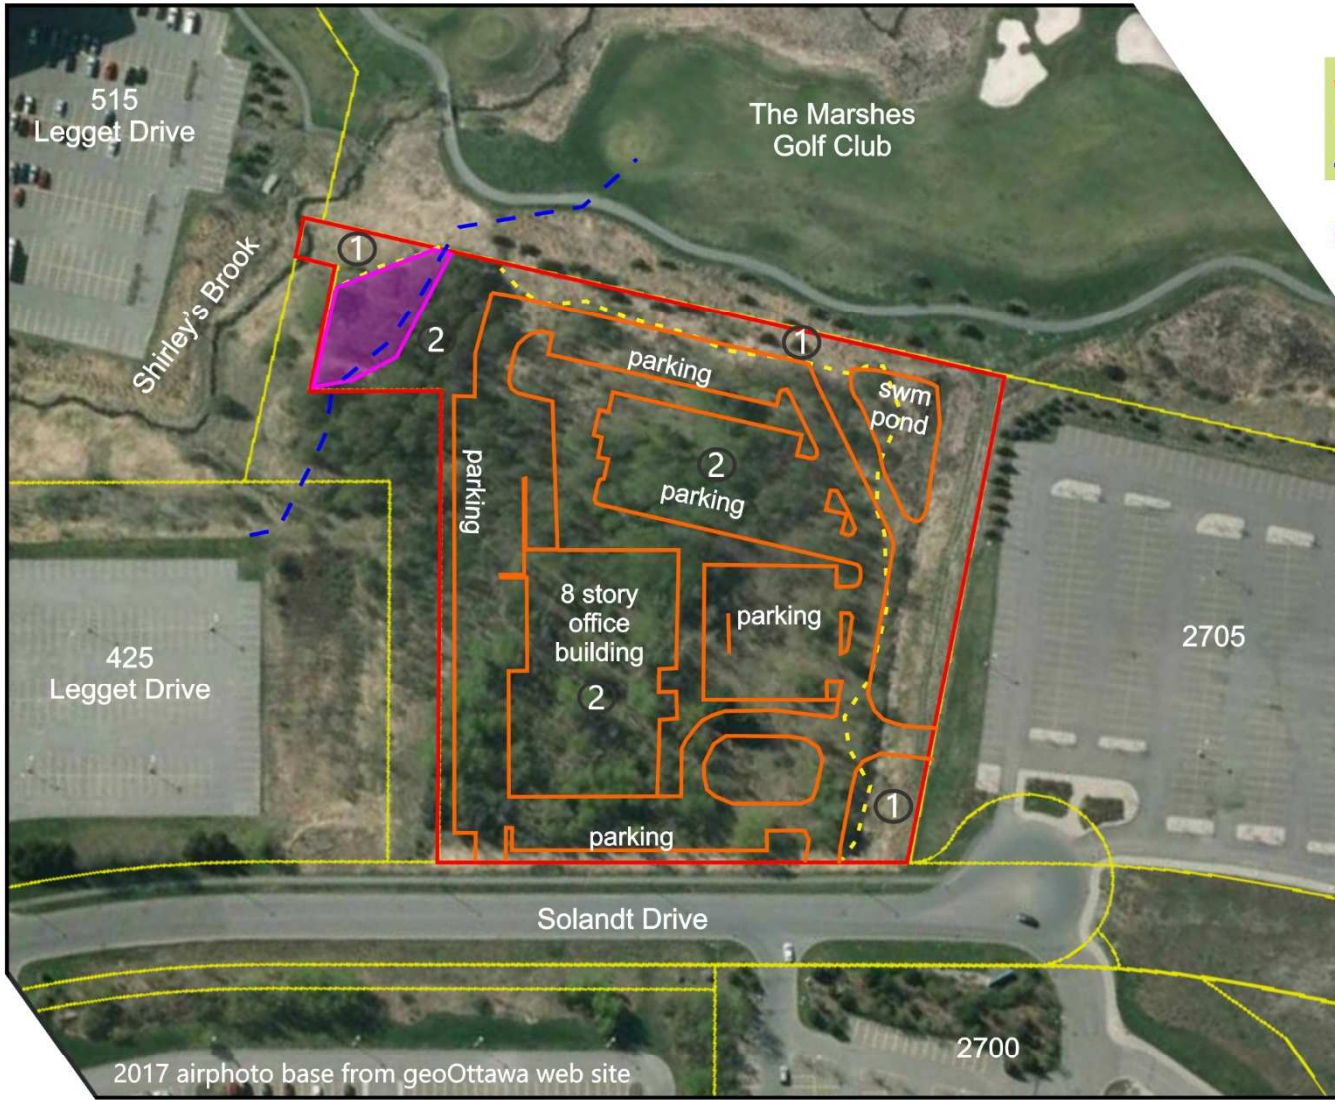 515
Legget Drive
The Marshes
Golf Club
Shirley's Brook
1
2
1
parking
swm
pond
2
parking
parking
8 story
office
building
2
parking
2705
425
Legget Drive
1
parking
Solandt Drive
2700
2017 airphoto base from geoOttawa web site